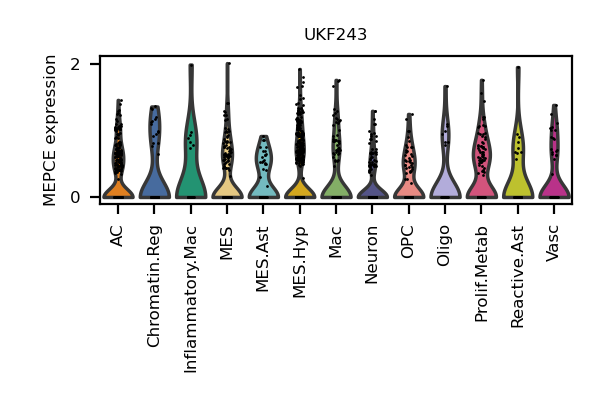 UKF243
MEPCE expression
2
0
AC
Chromatin.Reg
Inflammatory.Mac
MES
MES.Ast
MES.Hyp
Mac
Neuron
OPC
Oligo
Prolif.Metab
Reactive.Ast
Vasc